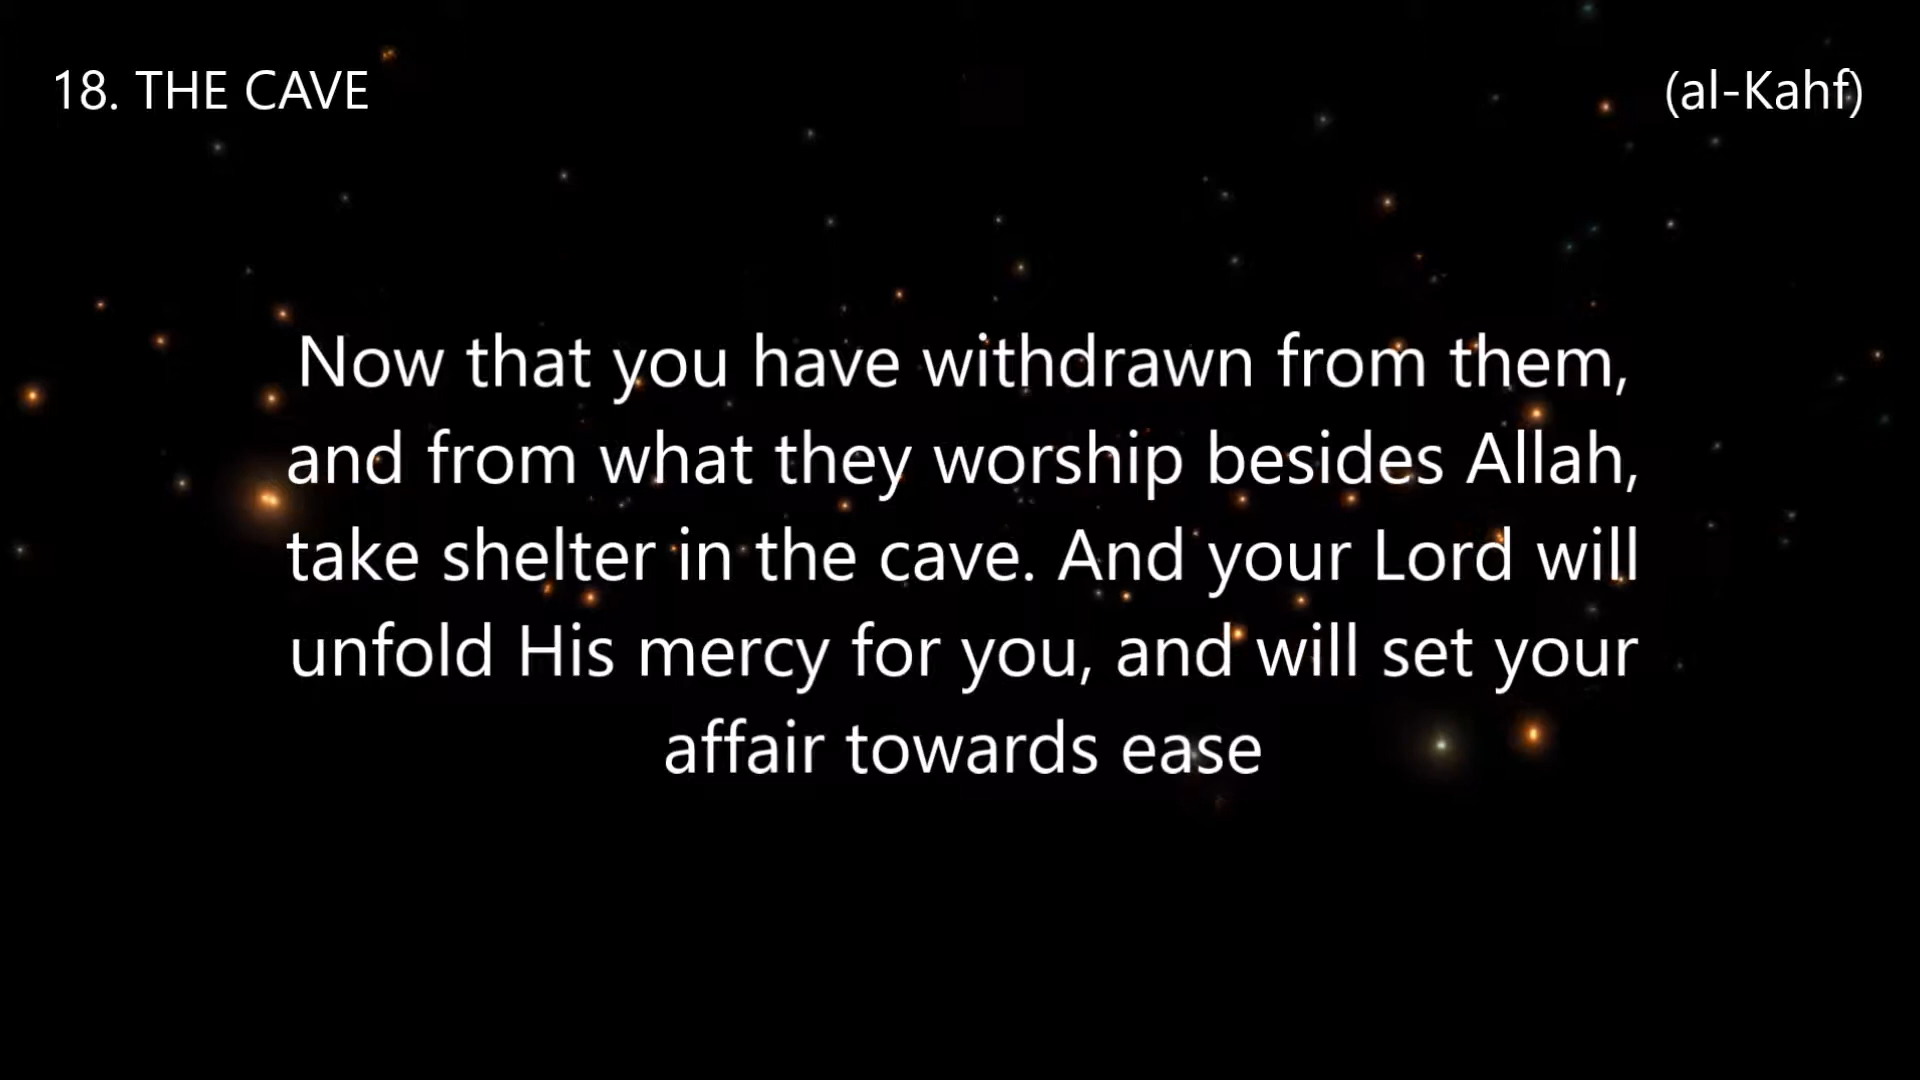 18. THE CAVE
(al-Kahf)
Now that you have withdrawn from them,
and from what they worship besides Allah,
take shelter in the cave. And your Lord will
unfold His mercy for you, and will set your
affair towards ease